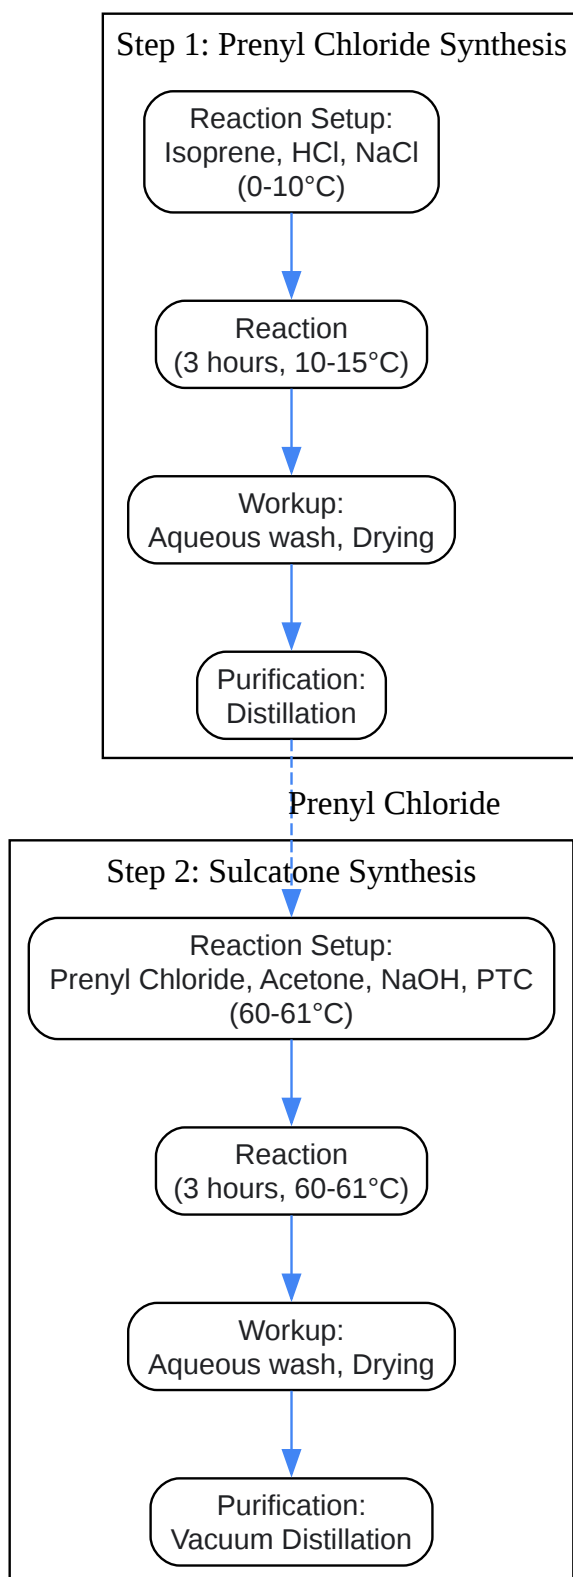 Step 1: Prenyl Chloride Synthesis
Reaction Setup:
Isoprene, HCl, NaCl
(0-10°C)
Reaction
(3 hours, 10-15°C)
Workup:
Aqueous wash, Drying
Purification:
Distillation
Prenyl Chloride
Step 2: Sulcatone Synthesis
Reaction Setup:
Prenyl Chloride, Acetone, NaOH, PTC
(60-61°C)
Reaction
(3 hours, 60-61°C)
Workup:
Aqueous wash, Drying
Purification:
Vacuum Distillation